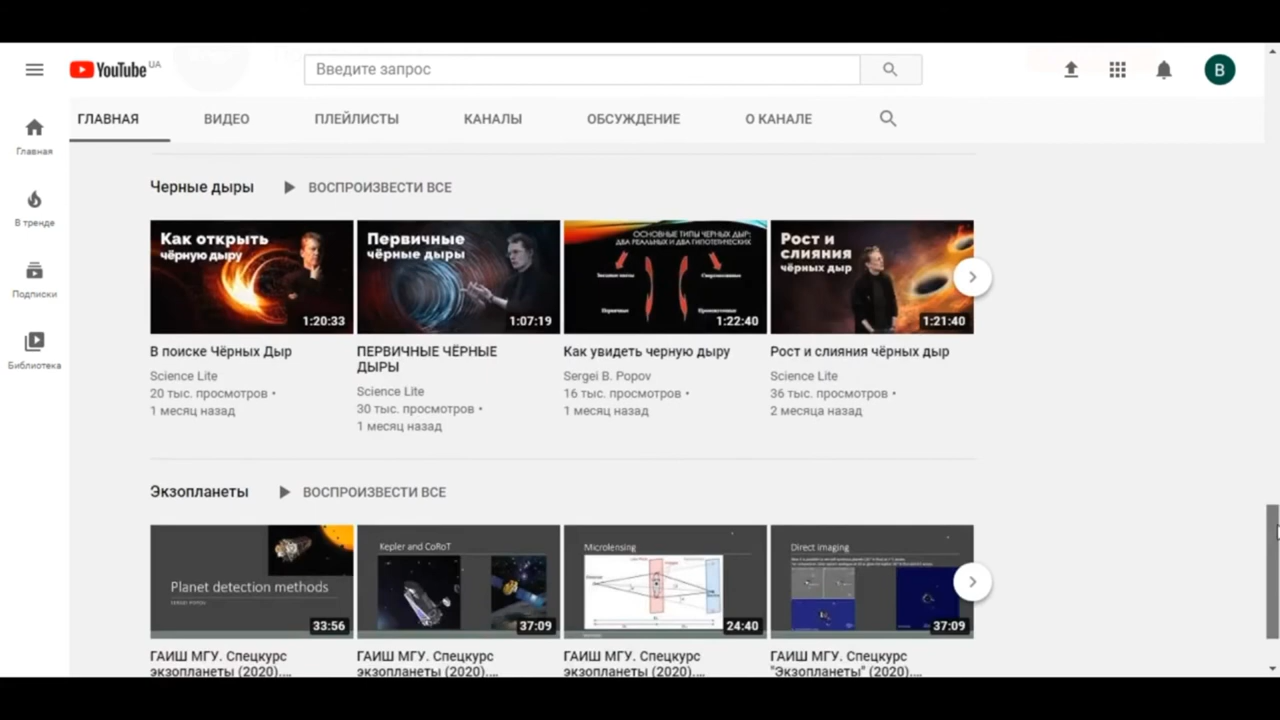 YouTube UA
Введите запрос
B
ГЛАВНАЯ ВИДЕО ПЛЕЙЛИСТЫ КАНАЛЫ ОБСУЖДЕНИЕ О КАНАЛЕ
Главная
В тренде
Подписки
Библиотека
Черные дыры ВОСПРОИЗВЕСТИ ВСЕ
Как открыть
чёрную дыру
1:20:33
В поиске Чёрных Дыр
Science Lite
20 тыс. просмотров •
1 месяц назад
Первичные
чёрные дыры
1:07:19
ПЕРВИЧНЫЕ ЧЁРНЫЕ
ДЫРЫ
Science Lite
30 тыс. просмотров •
1 месяц назад
ОСНОВНЫЕ ТИПЫ ЧЕРНЫХ ДЫР:
ДВА РЕАЛЬНЫХ И ДВА ГИПОТЕТИЧЕСКИХ
1:22:40
Как увидеть черную дыру
Sergei B. Popov
16 тыс. просмотров •
1 месяц назад
Рост и
слияния
чёрных дыр
1:21:40
Рост и слияния чёрных дыр
Science Lite
36 тыс. просмотров •
2 месяца назад
Экзопланеты ВОСПРОИЗВЕСТИ ВСЕ
Planet detection methods
SERGEI POPOV
33:56
ГАИШ МГУ. Спецкурс
экзопланеты (2020)....
Kepler and CoRoT
37:09
ГАИШ МГУ. Спецкурс
экзопланеты (2020)....
Microlensing
24:40
ГАИШ МГУ. Спецкурс
экзопланеты (2020)....
Direct imaging
37:09
ГАИШ МГУ. Спецкурс
"Экзопланеты" (2020)....